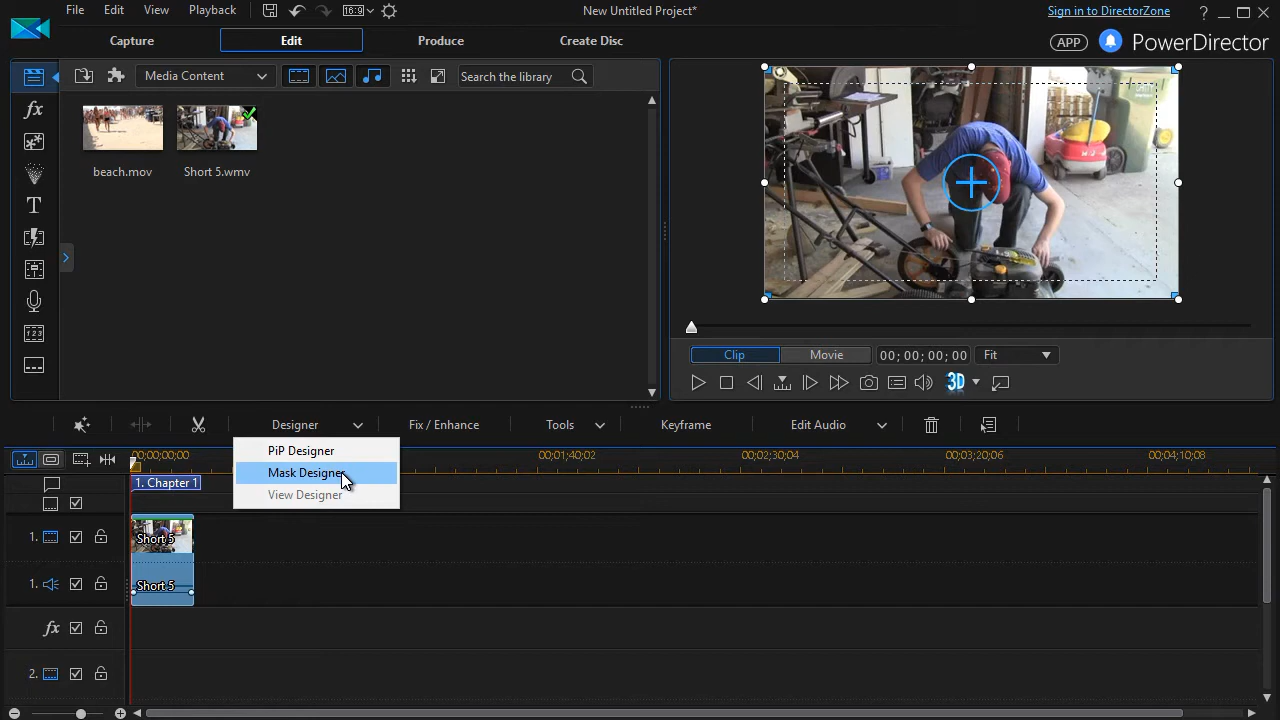 File Edit View Playback 16:9 New Untitled Project* Sign in to DirectorZone ?
Capture Edit Produce Create Disc APP PowerDirector
Media Content Search the library
beach.mov Short 5.wmv
fx
T
Clip Movie 00;00;00;00 Fit
3D
Designer Fix / Enhance Tools Keyframe Edit Audio
PiP Designer
Mask Designer
View Designer
00;00;00;00 00;01;40;02 00;02;30;04 00;03;20;06 00;04;10;08
1. Chapter 1
1. Short 5
1. Short 5
fx
2.